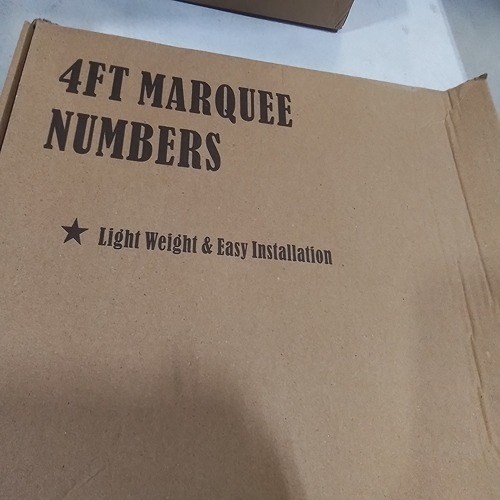 4FT MARQUEE
NUMBERS
★ Light Weight & Easy Installation